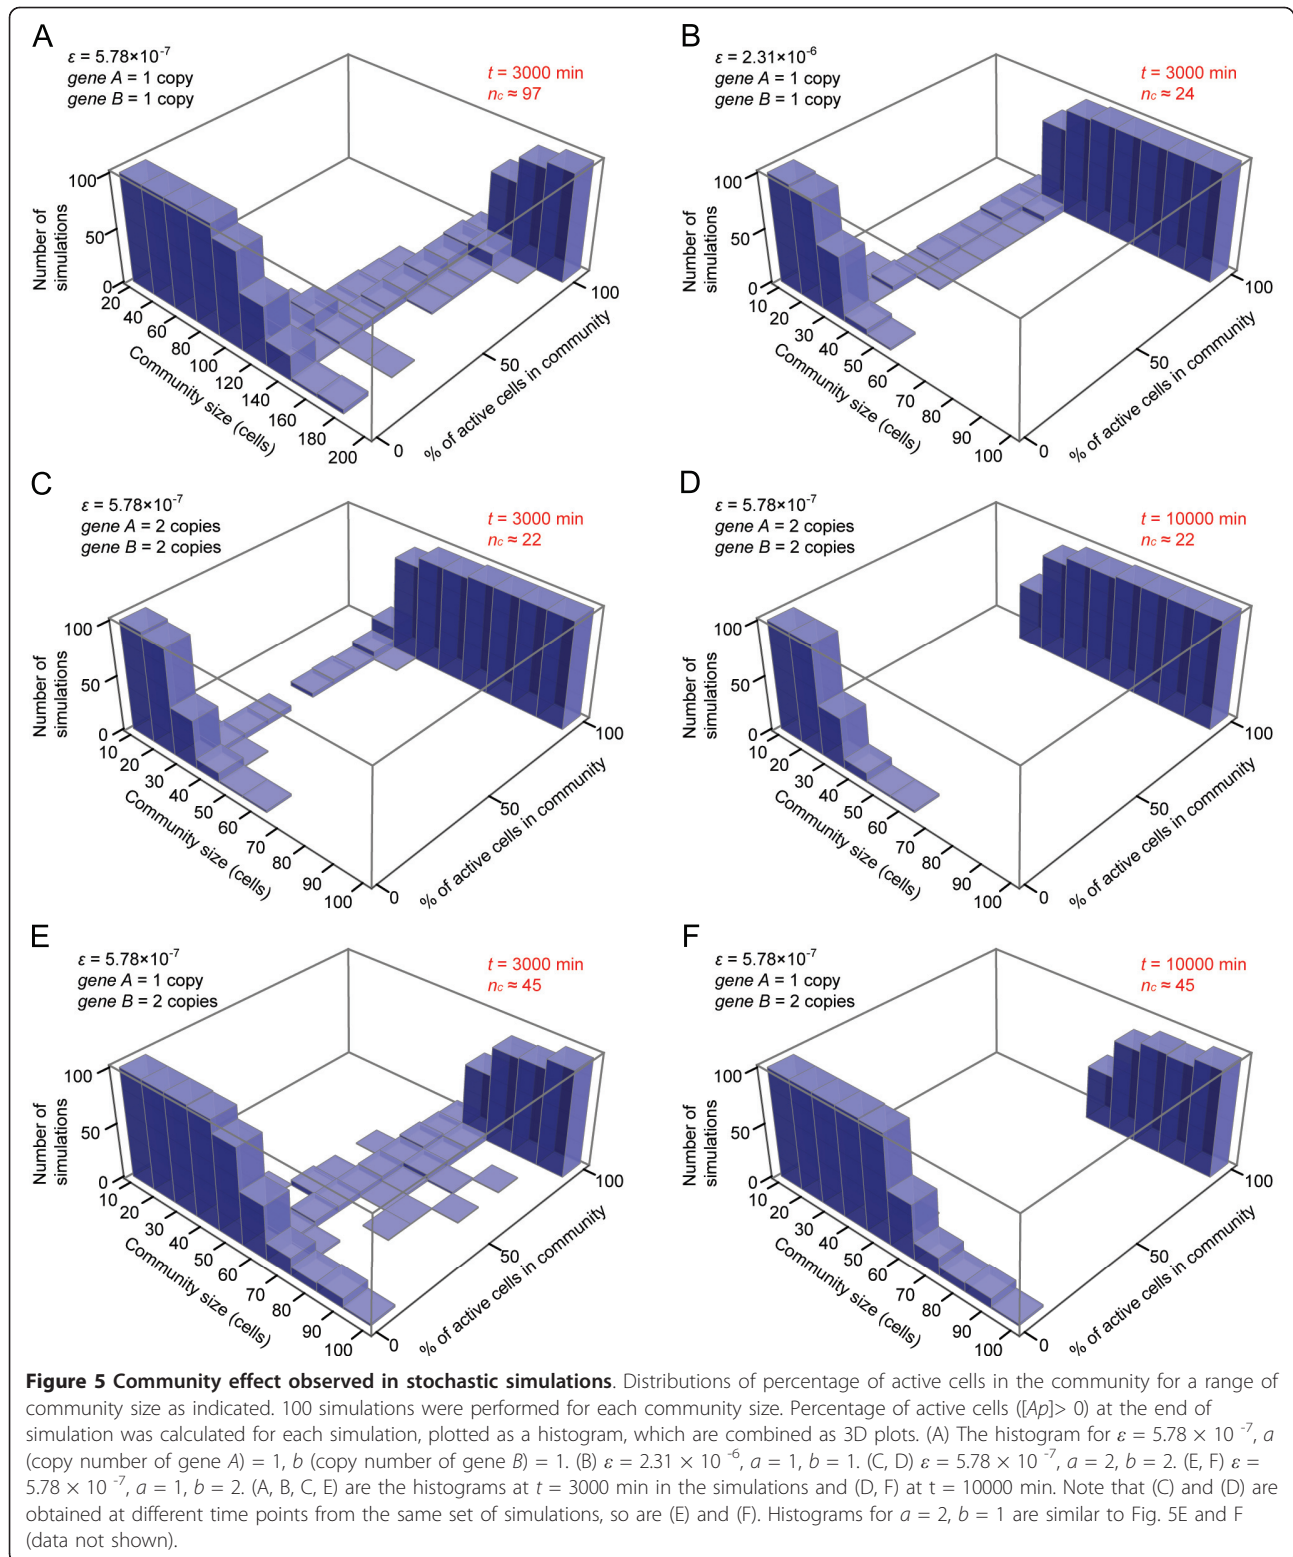 A
ε = 5.78×10⁻⁷
gene A = 1 copy
gene B = 1 copy
t = 3000 min
nc ≈ 97
Number of
simulations
100
50
0
20
40
60
80
100
120
140
160
180
200
Community size (cells)
0
50
100
% of active cells in community
B
ε = 2.31×10⁻⁶
gene A = 1 copy
gene B = 1 copy
t = 3000 min
nc ≈ 24
Number of
simulations
100
50
0
10
20
30
40
50
60
70
80
90
100
Community size (cells)
0
50
100
% of active cells in community
C
ε = 5.78×10⁻⁷
gene A = 2 copies
gene B = 2 copies
t = 3000 min
nc ≈ 22
Number of
simulations
100
50
0
10
20
30
40
50
60
70
80
90
100
Community size (cells)
0
50
100
% of active cells in community
D
ε = 5.78×10⁻⁷
gene A = 2 copies
gene B = 2 copies
t = 10000 min
nc ≈ 22
Number of
simulations
100
50
0
10
20
30
40
50
60
70
80
90
100
Community size (cells)
0
50
100
% of active cells in community
E
ε = 5.78×10⁻⁷
gene A = 1 copy
gene B = 2 copies
t = 3000 min
nc ≈ 45
Number of
simulations
100
50
0
10
20
30
40
50
60
70
80
90
100
Community size (cells)
0
50
100
% of active cells in community
F
ε = 5.78×10⁻⁷
gene A = 1 copy
gene B = 2 copies
t = 10000 min
nc ≈ 45
Number of
simulations
100
50
0
10
20
30
40
50
60
70
80
90
100
Community size (cells)
0
50
100
% of active cells in community
Figure 5 Community effect observed in stochastic simulations. Distributions of percentage of active cells in the community for a range of
community size as indicated. 100 simulations were performed for each community size. Percentage of active cells ([Ap]> 0) at the end of
simulation was calculated for each simulation, plotted as a histogram, which are combined as 3D plots. (A) The histogram for ε = 5.78 × 10 ⁻⁷, a
(copy number of gene A) = 1, b (copy number of gene B) = 1. (B) ε = 2.31 × 10 ⁻⁶, a = 1, b = 1. (C, D) ε = 5.78 × 10 ⁻⁷, a = 2, b = 2. (E, F) ε =
5.78 × 10 ⁻⁷, a = 1, b = 2. (A, B, C, E) are the histograms at t = 3000 min in the simulations and (D, F) at t = 10000 min. Note that (C) and (D) are
obtained at different time points from the same set of simulations, so are (E) and (F). Histograms for a = 2, b = 1 are similar to Fig. 5E and F
(data not shown).